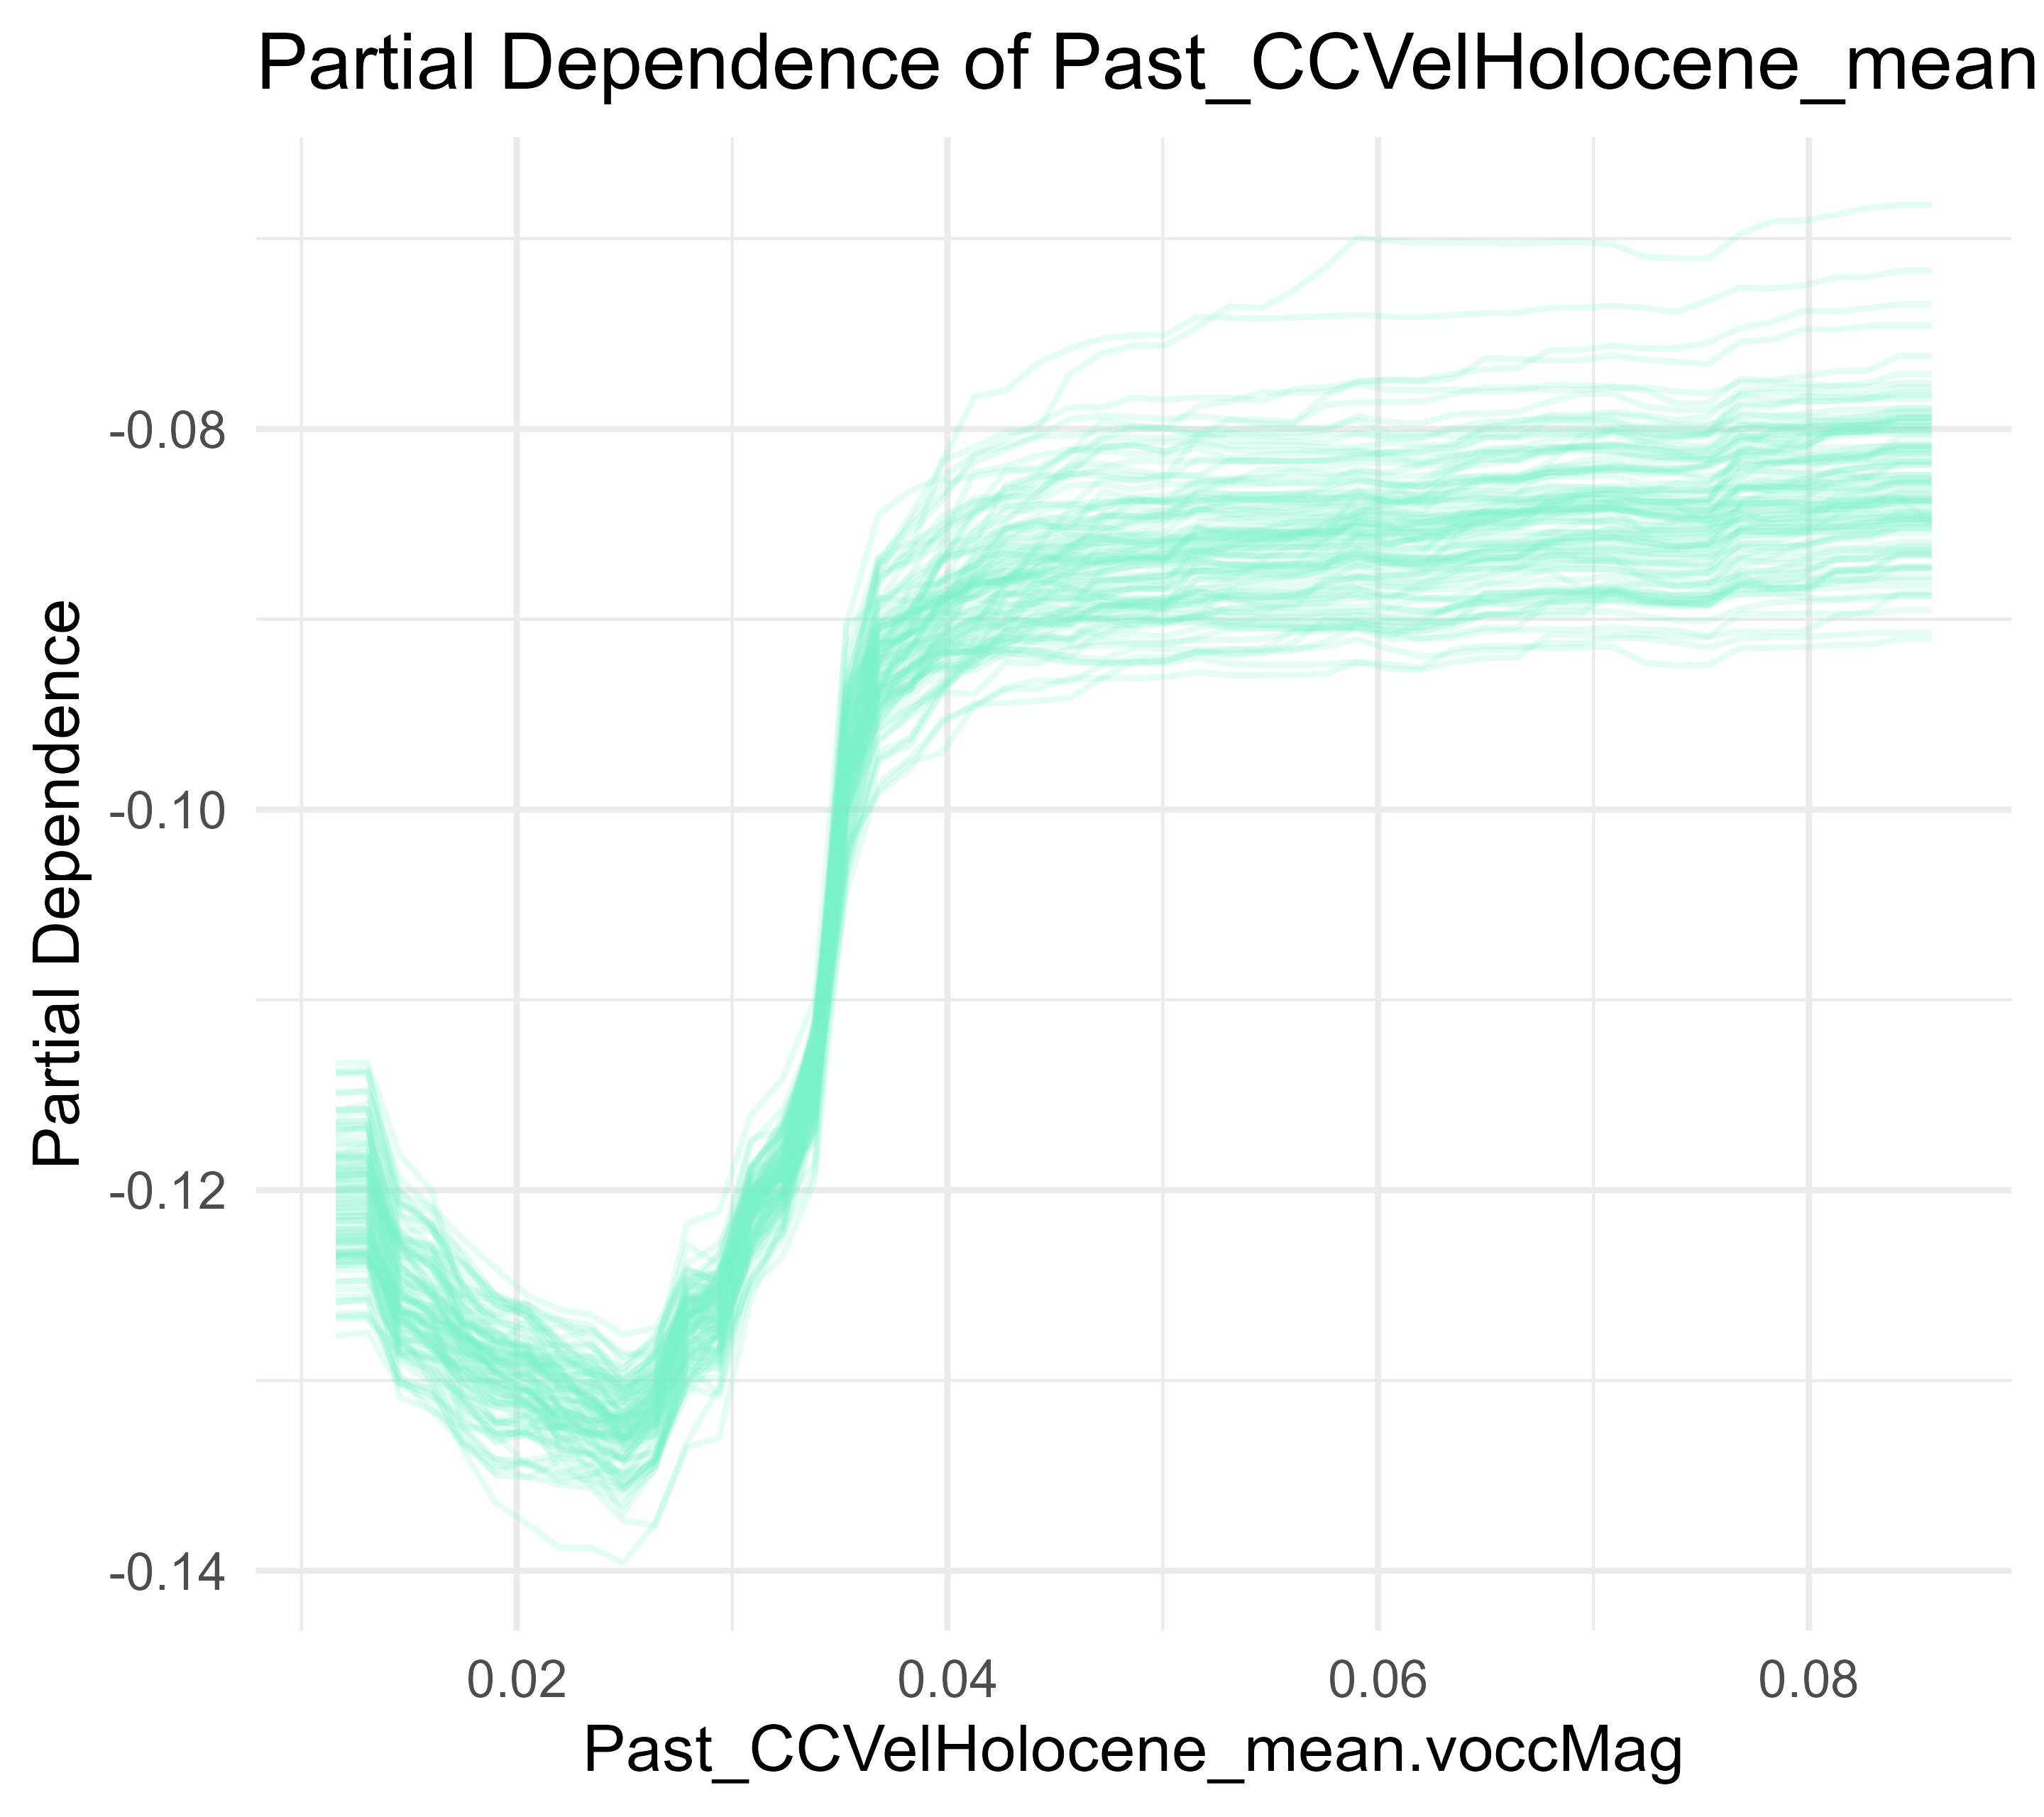 Partial Dependence of Past_CCVelHolocene_mean
Partial Dependence
-0.08
-0.10
-0.12
-0.14
0.02 0.04 0.06 0.08
Past_CCVelHolocene_mean.voccMag